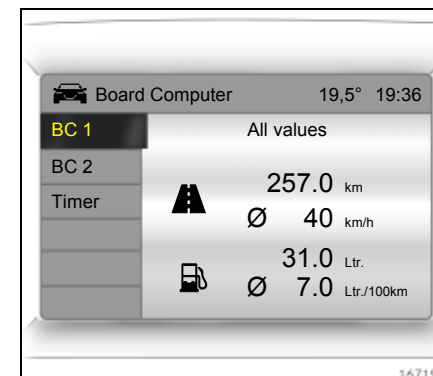 Board Computer 19,5° 19:36
BC 1 All values
BC 2
Timer
257.0 km
Ø 40 km/h
31.0 Ltr.
Ø 7.0 Ltr./100km
16719